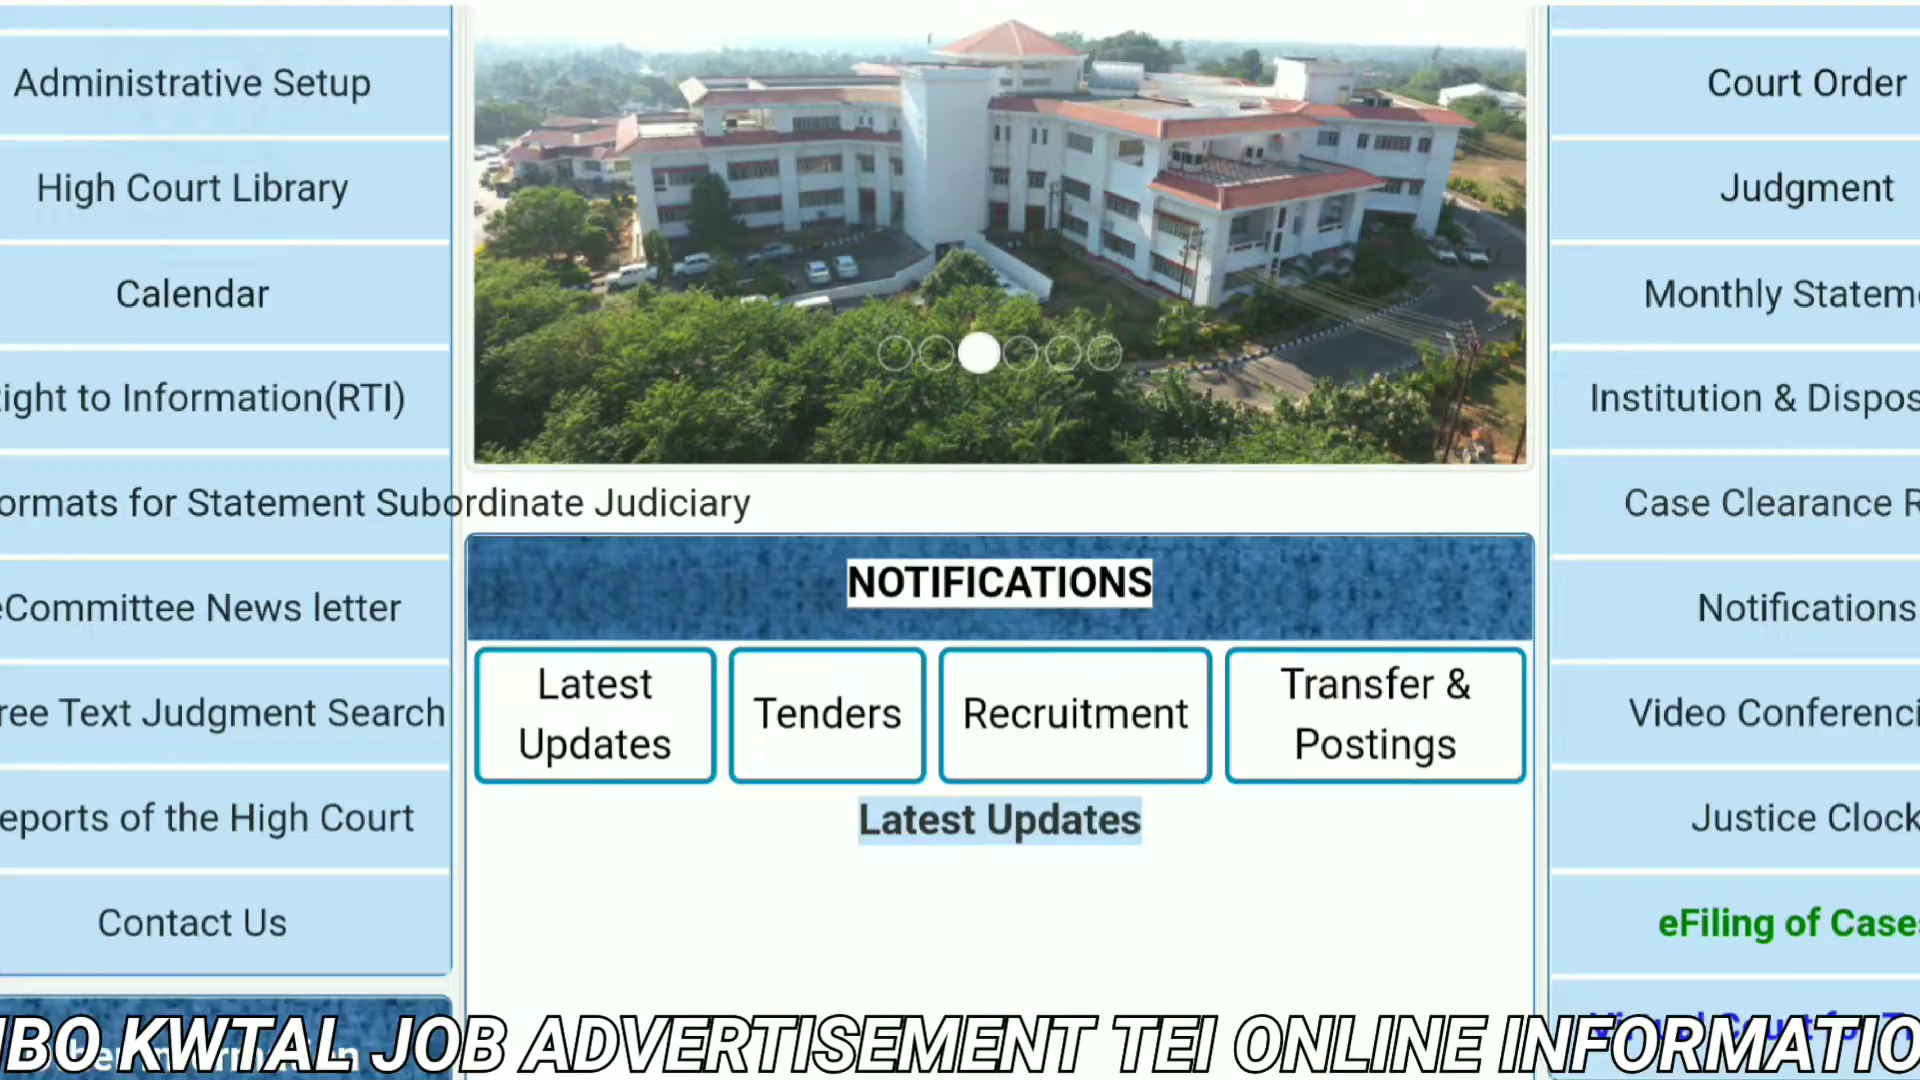 Administrative Setup
High Court Library
Calendar
ight to Information(RTI)
ormats for Statement Subordinate Judiciary
eCommittee News letter
ree Text Judgment Search
eports of the High Court
Contact Us
NOTIFICATIONS
Latest
Updates
Tenders
Recruitment
Transfer &
Postings
Latest Updates
Court Order
Judgment
Monthly Statem
Institution & Dispos
Case Clearance R
Notifications
Video Conferenci
Justice Clock
eFiling of Cases
BO KWTAL JOB ADVERTISEMENT TEI ONLINE INFORMATIO